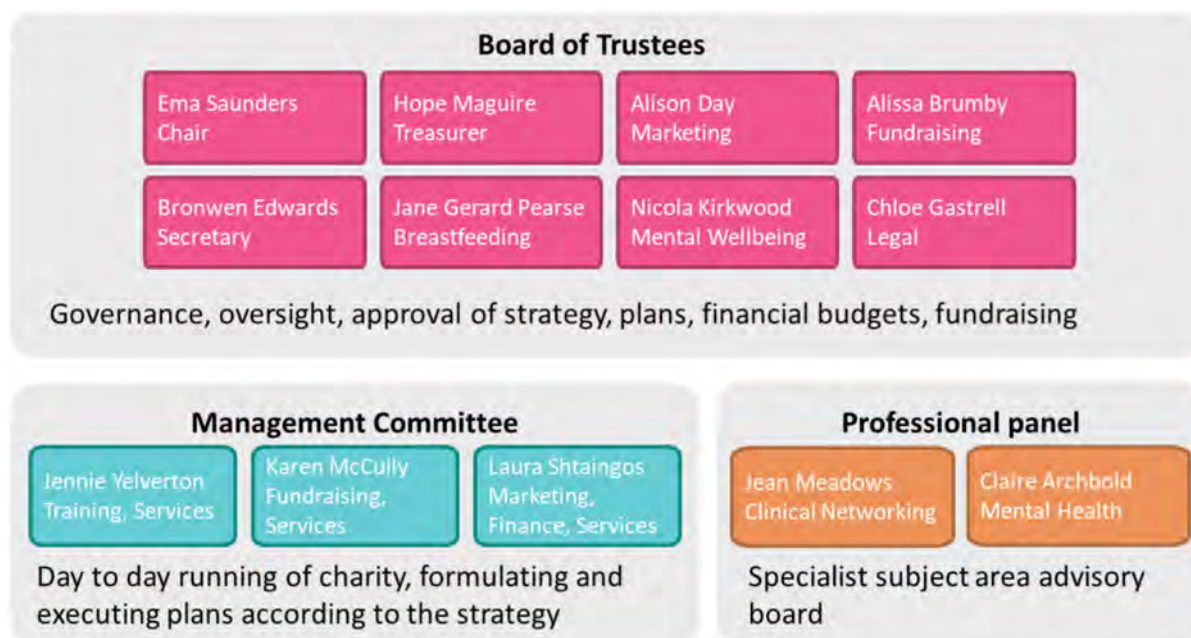 Board of Trustees
Ema Saunders
Chair
Hope Maguire
Treasurer
Alison Day
Marketing
Alissa Brumby
Fundraising
Bronwen Edwards
Secretary
Jane Gerard Pearse
Breastfeeding
Nicola Kirkwood
Mental Wellbeing
Chloe Gastrell
Legal
Governance, oversight, approval of strategy, plans, financial budgets, fundraising
Management Committee
Jennie Yelverton
Training, Services
Karen McCully
Fundraising,
Services
Laura Shtaingos
Marketing,
Finance, Services
Day to day running of charity, formulating and
executing plans according to the strategy
Professional panel
Jean Meadows
Clinical Networking
Claire Archbold
Mental Health
Specialist subject area advisory
board